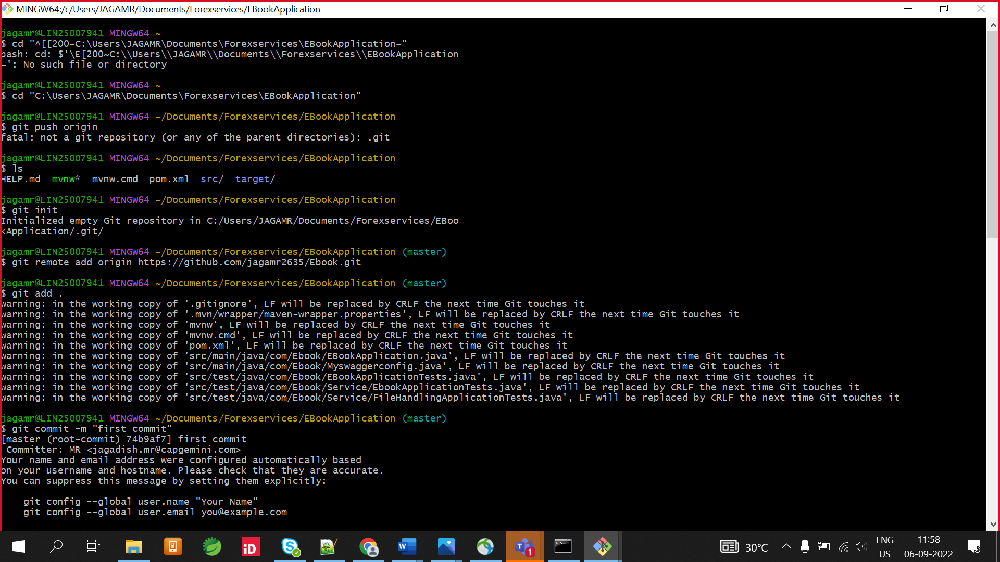 MINGW64:/c/Users/JAGAMR/Documents/Forexservices/EBookApplication
jagamr@LIN25007941 MINGW64 ~
$ cd "^[[200~C:\Users\JAGAMR\Documents\Forexservices\EBookApplication~"
bash: cd: $'\E[200~C:\\Users\\JAGAMR\\Documents\\Forexservices\\EBookApplication
~': No such file or directory
jagamr@LIN25007941 MINGW64 ~
$ cd "C:\Users\JAGAMR\Documents\Forexservices\EBookApplication"
jagamr@LIN25007941 MINGW64 ~/Documents/Forexservices/EBookApplication
$ git push origin
fatal: not a git repository (or any of the parent directories): .git
jagamr@LIN25007941 MINGW64 ~/Documents/Forexservices/EBookApplication
$ ls
HELP.md  mvnw*  mvnw.cmd  pom.xml  src/  target/
jagamr@LIN25007941 MINGW64 ~/Documents/Forexservices/EBookApplication
$ git init
Initialized empty Git repository in C:/Users/JAGAMR/Documents/Forexservices/EBoo
kApplication/.git/
jagamr@LIN25007941 MINGW64 ~/Documents/Forexservices/EBookApplication (master)
$ git remote add origin https://github.com/jagamr2635/Ebook.git
jagamr@LIN25007941 MINGW64 ~/Documents/Forexservices/EBookApplication (master)
$ git add .
warning: in the working copy of '.gitignore', LF will be replaced by CRLF the next time Git touches it
warning: in the working copy of '.mvn/wrapper/maven-wrapper.properties', LF will be replaced by CRLF the next time Git touches it
warning: in the working copy of 'mvnw', LF will be replaced by CRLF the next time Git touches it
warning: in the working copy of 'mvnw.cmd', LF will be replaced by CRLF the next time Git touches it
warning: in the working copy of 'pom.xml', LF will be replaced by CRLF the next time Git touches it
warning: in the working copy of 'src/main/java/com/Ebook/EBookApplication.java', LF will be replaced by CRLF the next time Git touches it
warning: in the working copy of 'src/main/java/com/Ebook/Myswaggerconfig.java', LF will be replaced by CRLF the next time Git touches it
warning: in the working copy of 'src/test/java/com/Ebook/EBookApplicationTests.java', LF will be replaced by CRLF the next time Git touches it
warning: in the working copy of 'src/test/java/com/Ebook/Service/EbookApplicationTests.java', LF will be replaced by CRLF the next time Git touches it
warning: in the working copy of 'src/test/java/com/Ebook/Service/FileHandlingApplicationTests.java', LF will be replaced by CRLF the next time Git touches it
jagamr@LIN25007941 MINGW64 ~/Documents/Forexservices/EBookApplication (master)
$ git commit -m "first commit"
[master (root-commit) 74b9af7] first commit
 Committer: MR <jagadish.mr@capgemini.com>
Your name and email address were configured automatically based
on your username and hostname. Please check that they are accurate.
You can suppress this message by setting them explicitly:
    git config --global user.name "Your Name"
    git config --global user.email you@example.com
iD
S
W
T
1
30°C
ENG
US
11:58
06-09-2022